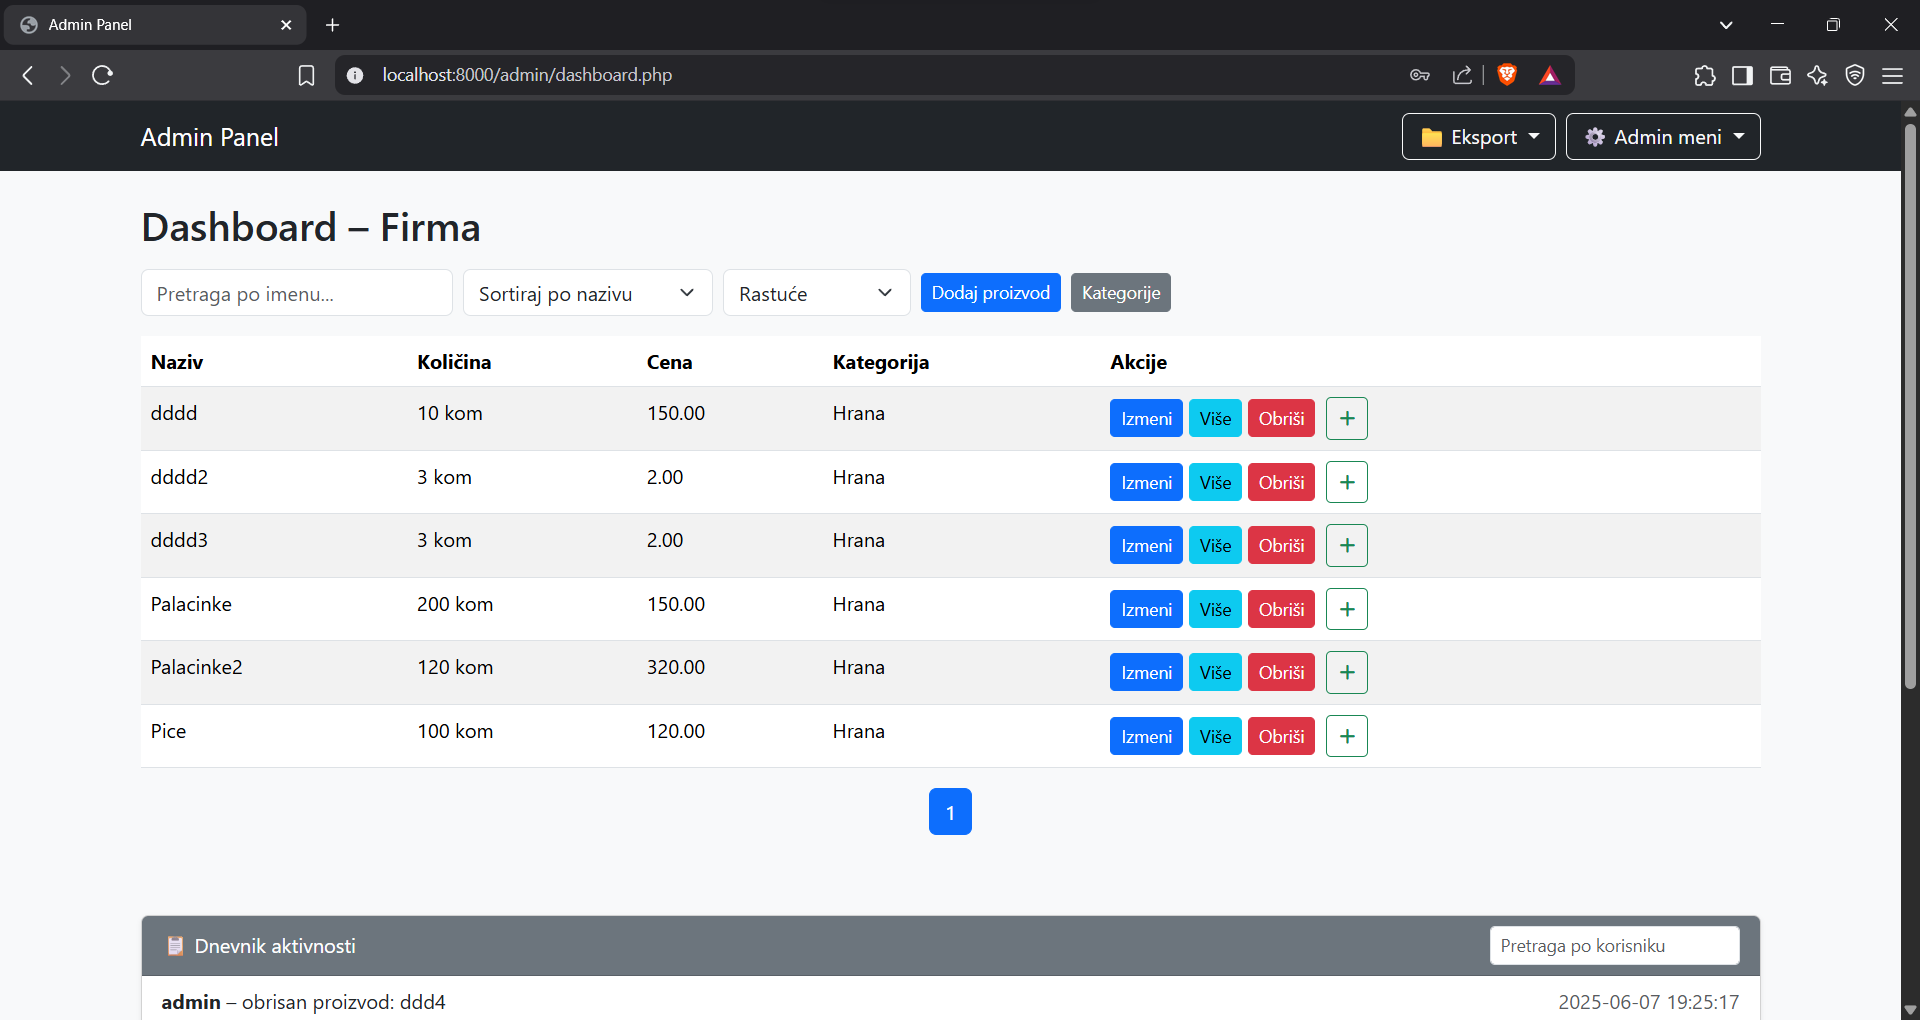 Admin Panel
localhost:8000/admin/dashboard.php
Admin Panel
Eksport
Admin meni
Dashboard – Firma
Pretraga po imenu...
Sortiraj po nazivu
Rastuće
Dodaj proizvod
Kategorije
Naziv Količina Cena Kategorija Akcije
dddd 10 kom 150.00 Hrana Izmeni Više Obriši +
dddd2 3 kom 2.00 Hrana Izmeni Više Obriši +
dddd3 3 kom 2.00 Hrana Izmeni Više Obriši +
Palacinke 200 kom 150.00 Hrana Izmeni Više Obriši +
Palacinke2 120 kom 320.00 Hrana Izmeni Više Obriši +
Pice 100 kom 120.00 Hrana Izmeni Više Obriši +
1
Dnevnik aktivnosti
Pretraga po korisniku
admin – obrisan proizvod: ddd4 2025-06-07 19:25:17